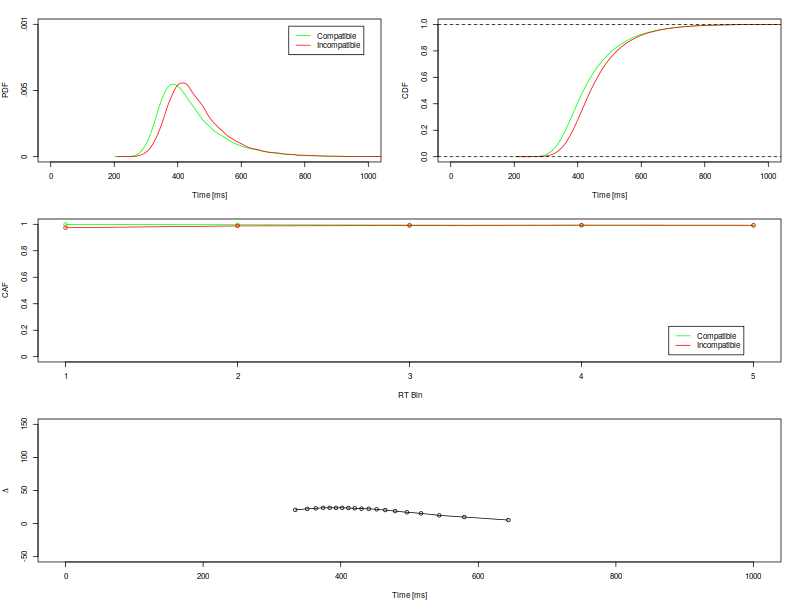 PDF
.001
.005
0
Compatible
Incompatible
0 200 400 600 800 1000
Time [ms]
CDF
1.0
0.8
0.6
0.4
0.2
0.0
0 200 400 600 800 1000
Time [ms]
CAF
1
0.8
0.6
0.4
0.2
0
Compatible
Incompatible
1 2 3 4 5
RT Bin
Δ
150
100
50
0
-50
0 200 400 600 800 1000
Time [ms]